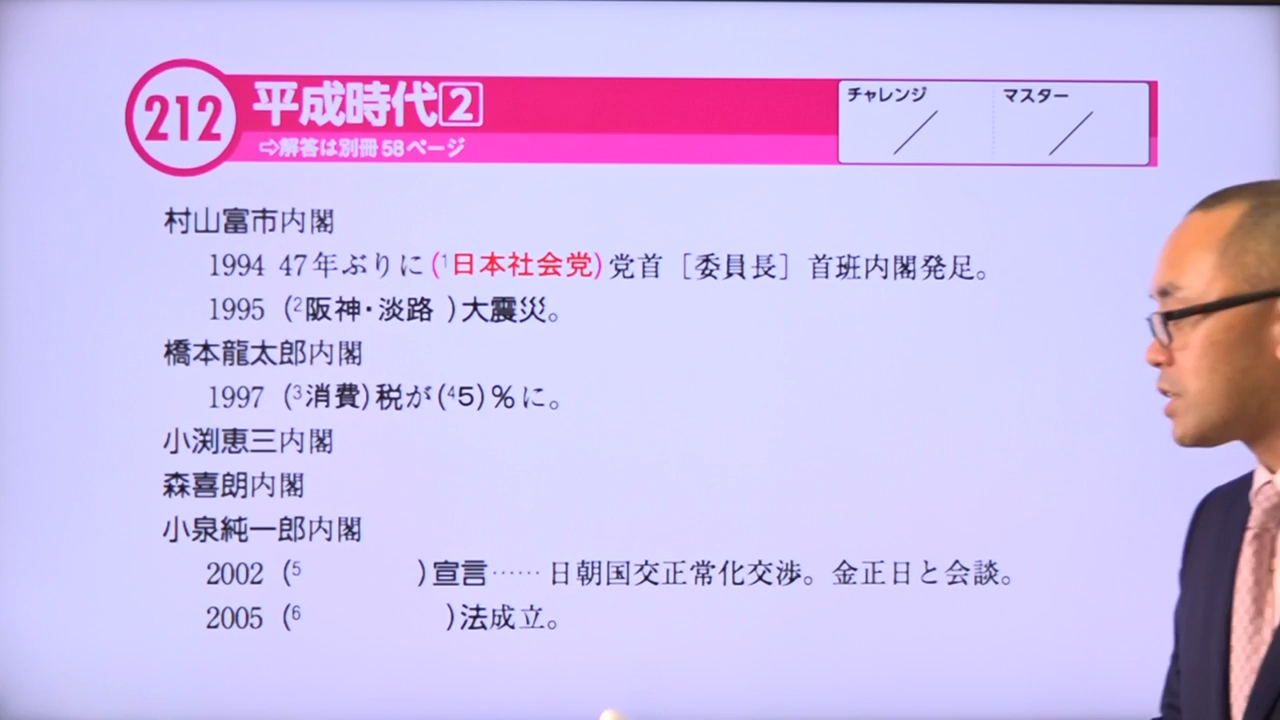 212
平成時代2
⇨解答は別冊58ページ
チャレンジ
マスター
村山富市内閣
1994 47年ぶりに(1日本社会党)党首［委員長］首班内閣発足。
1995 (2阪神・淡路 )大震災。
橋本龍太郎内閣
1997 (3消費)税が(45)%に。
小渕恵三内閣
森喜朗内閣
小泉純一郎内閣
2002 (5 )宣言……日朝国交正常化交渉。金正日と会談。
2005 (6 )法成立。